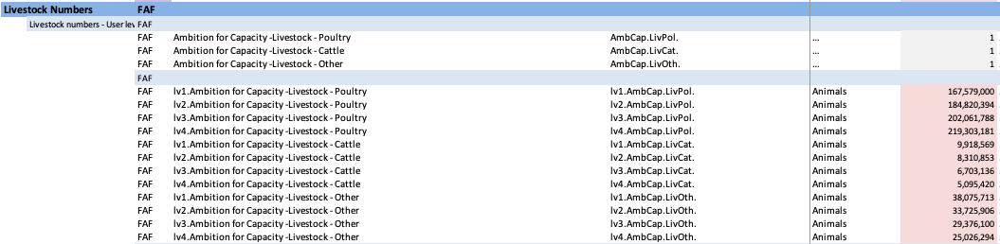 Livestock Numbers FAF
Livestock numbers - User lev FAF
FAF Ambition for Capacity -Livestock - Poultry AmbCap.LivPol. ... 1
FAF Ambition for Capacity -Livestock - Cattle AmbCap.LivCat. ... 1
FAF Ambition for Capacity -Livestock - Other AmbCap.LivOth. ... 1
FAF
FAF lv1.Ambition for Capacity -Livestock - Poultry lv1.AmbCap.LivPol. Animals 167,579,000
FAF lv2.Ambition for Capacity -Livestock - Poultry lv2.AmbCap.LivPol. Animals 184,820,394
FAF lv3.Ambition for Capacity -Livestock - Poultry lv3.AmbCap.LivPol. Animals 202,061,788
FAF lv4.Ambition for Capacity -Livestock - Poultry lv4.AmbCap.LivPol. Animals 219,303,181
FAF lv1.Ambition for Capacity -Livestock - Cattle lv1.AmbCap.LivCat. Animals 9,918,569
FAF lv2.Ambition for Capacity -Livestock - Cattle lv2.AmbCap.LivCat. Animals 8,310,853
FAF lv3.Ambition for Capacity -Livestock - Cattle lv3.AmbCap.LivCat. Animals 6,703,136
FAF lv4.Ambition for Capacity -Livestock - Cattle lv4.AmbCap.LivCat. Animals 5,095,420
FAF lv1.Ambition for Capacity -Livestock - Other lv1.AmbCap.LivOth. Animals 38,075,713
FAF lv2.Ambition for Capacity -Livestock - Other lv2.AmbCap.LivOth. Animals 33,725,906
FAF lv3.Ambition for Capacity -Livestock - Other lv3.AmbCap.LivOth. Animals 29,376,100
FAF lv4.Ambition for Capacity -Livestock - Other lv4.AmbCap.LivOth. Animals 25,026,294